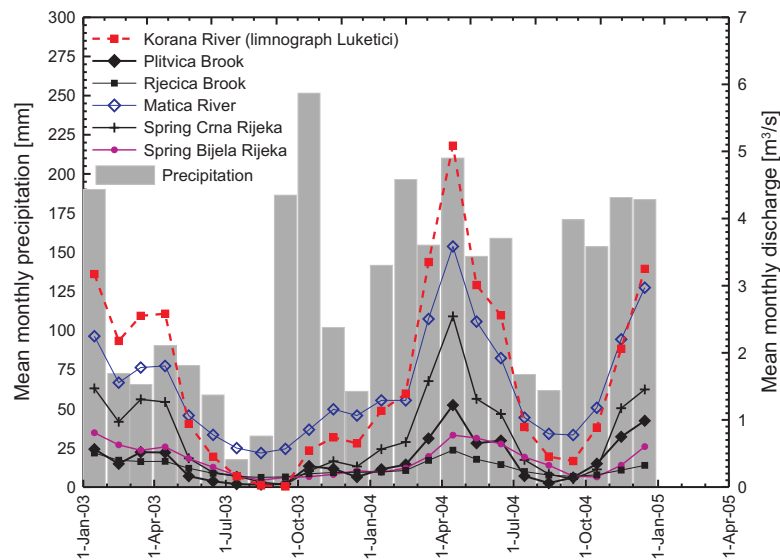 Mean monthly precipitation [mm]
300
275
250
225
200
175
150
125
100
75
50
25
0
Korana River (limnograph Luketici)
Plitvica Brook
Rjecica Brook
Matica River
Spring Crna Rijeka
Spring Bijela Rijeka
Precipitation
7
6
5
4
3
2
1
0
Mean monthly discharge [m³/s]
1-Jan-03
1-Apr-03
1-Jul-03
1-Oct-03
1-Jan-04
1-Apr-04
1-Jul-04
1-Oct-04
1-Jan-05
1-Apr-05